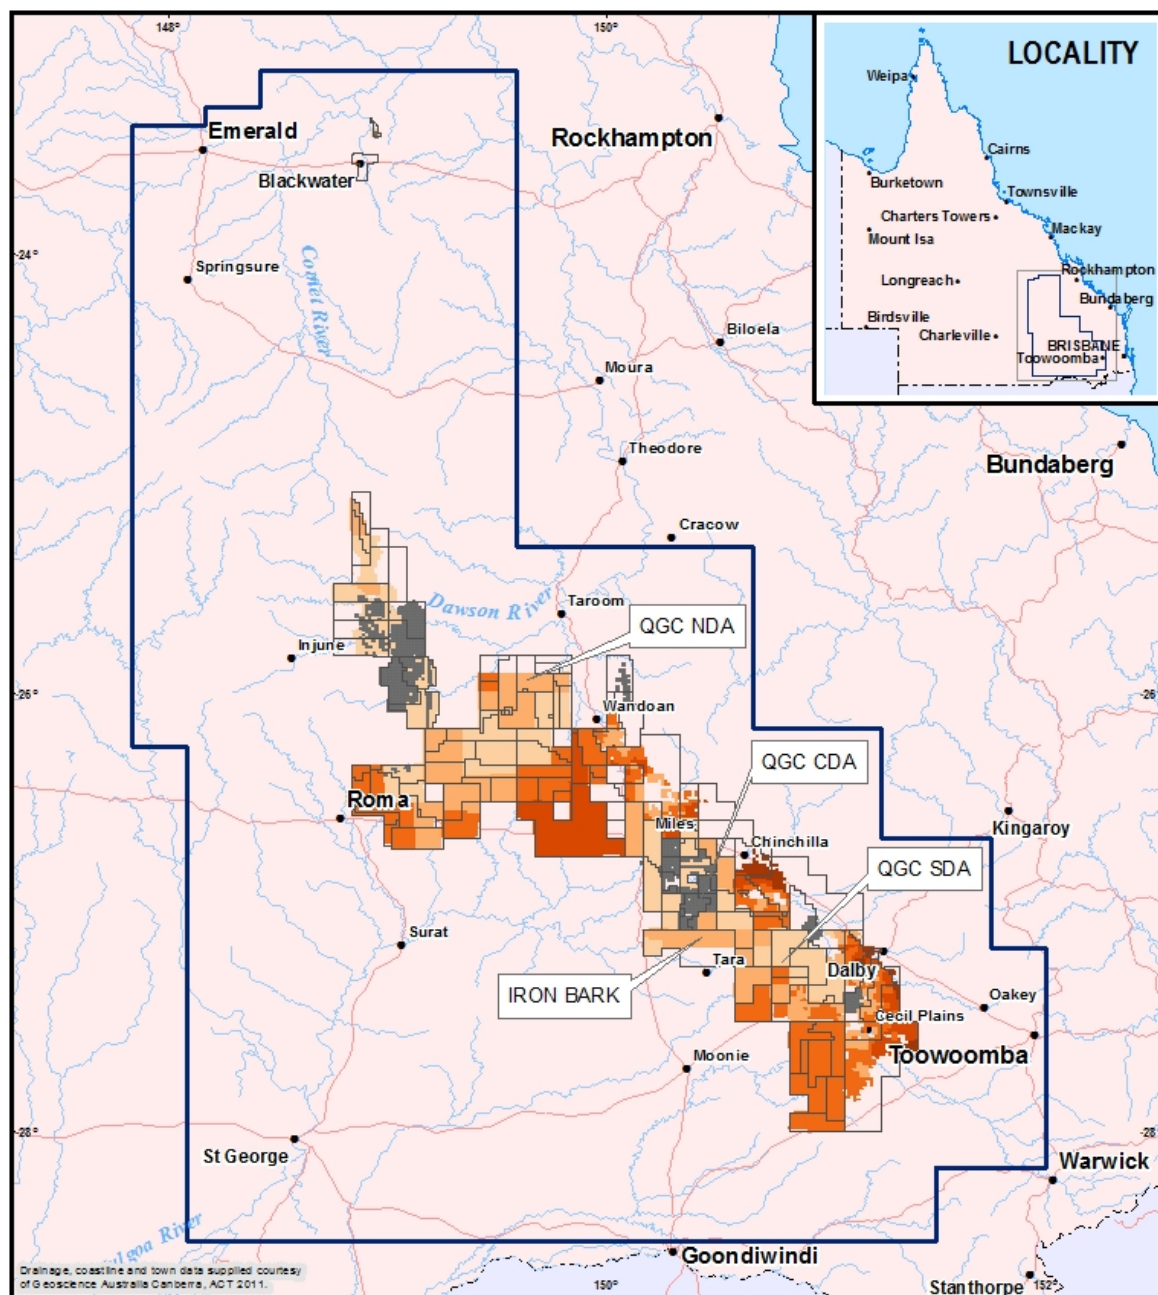 148°
150°
LOCALITY
Weipa
Cairns
Burketown
Townsville
Charters Towers
Mackay
Mount Isa
Rockhampton
Longreach
Bundaberg
Birdsville
Charleville
BRISBANE
Toowoomba
Emerald
Rockhampton
Blackwater
24°
Springsure
Comet River
Biloela
Moura
Theodore
Bundaberg
Cracow
Dawson River
Taroom
QGC NDA
Injune
26°
26
Wandoan
QGC CDA
Roma
Miles
Kingaroy
Chinchilla
QGC SDA
Surat
Tara
Dalby
IRON BARK
Oakey
Cecil Plains
Toowoomba
Moonie
28°
28
St George
Warwick
River
Goondiwindi
Drainage, coastline and town data supplied courtesy
of Geoscience Australia Canberra, ACT 2011.
150°
152°
Stanthorpe